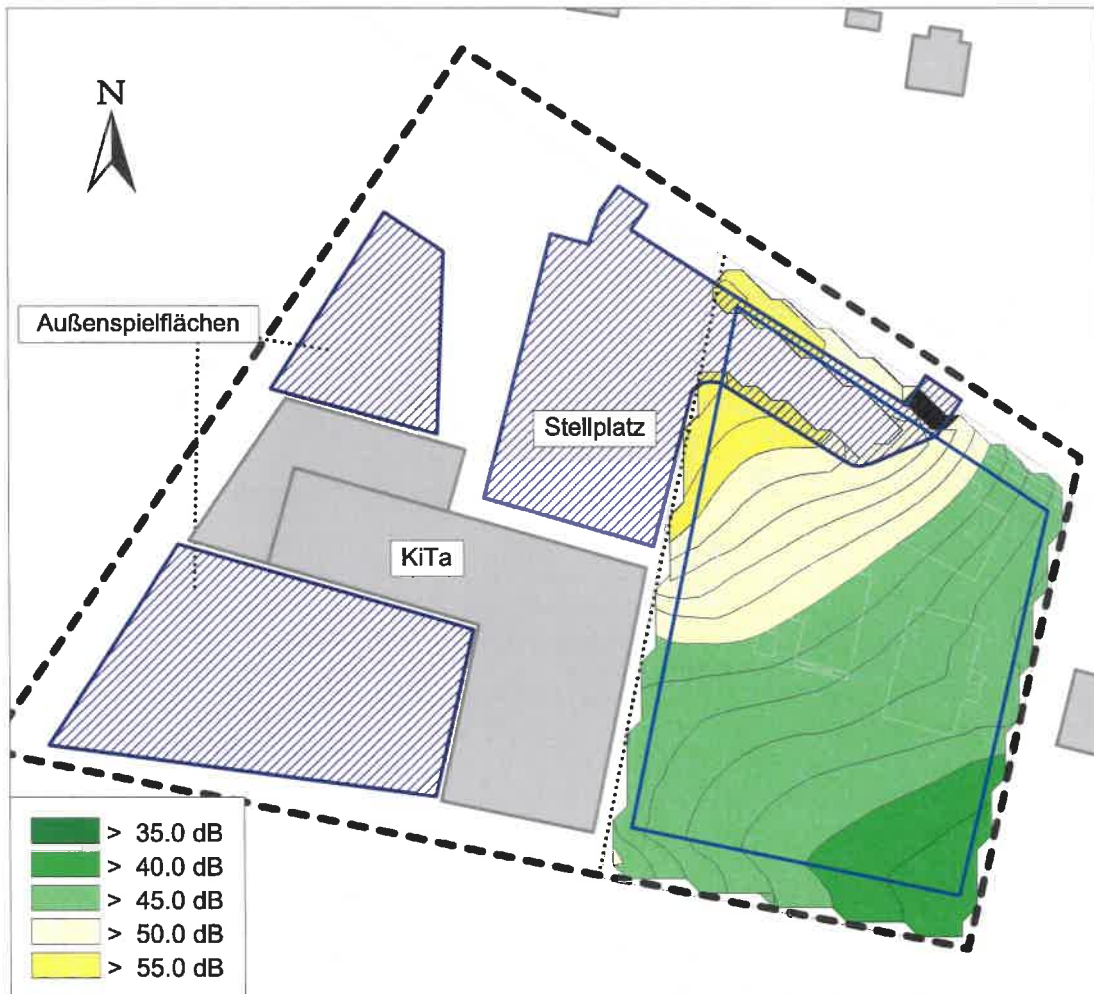 N
Außenspielflächen
Stellplatz
KiTa
> 35.0 dB
> 40.0 dB
> 45.0 dB
> 50.0 dB
> 55.0 dB